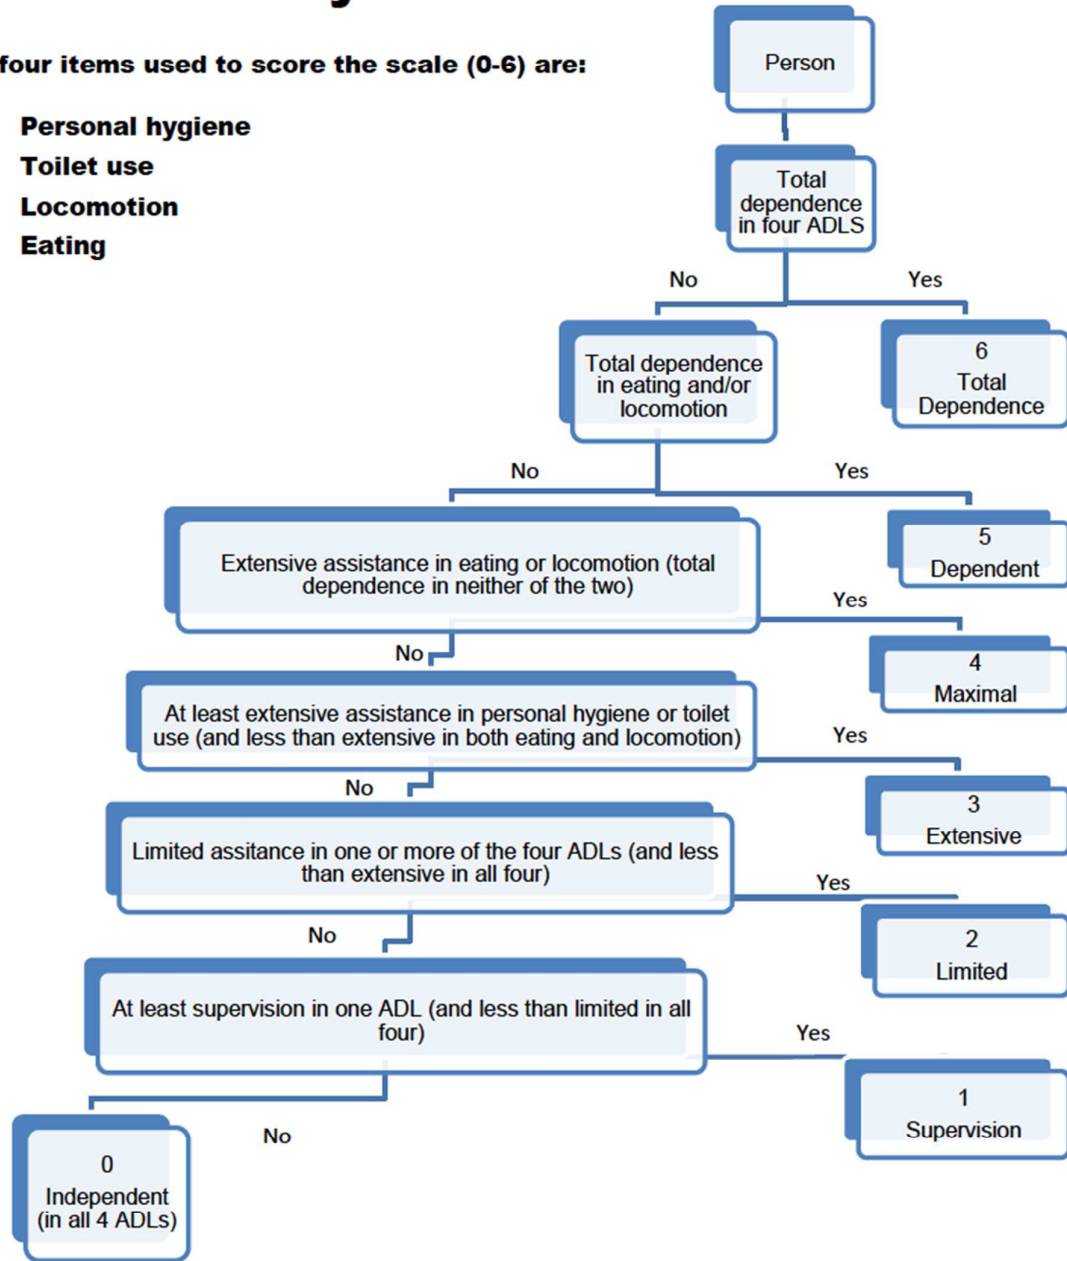 four items used to score the scale (0-6) are:
Personal hygiene
Toilet use
Locomotion
Eating
Person
Total
dependence
in four ADLS
No
Yes
Total dependence
in eating and/or
locomotion
6
Total
Dependence
No
Yes
Extensive assistance in eating or locomotion (total
dependence in neither of the two)
5
Dependent
Yes
No
4
Maximal
At least extensive assistance in personal hygiene or toilet
use (and less than extensive in both eating and locomotion)
Yes
No
3
Extensive
Limited assitance in one or more of the four ADLs (and less
than extensive in all four)
Yes
No
2
Limited
At least supervision in one ADL (and less than limited in all
four)
Yes
1
Supervision
No
0
Independent
(in all 4 ADLs)